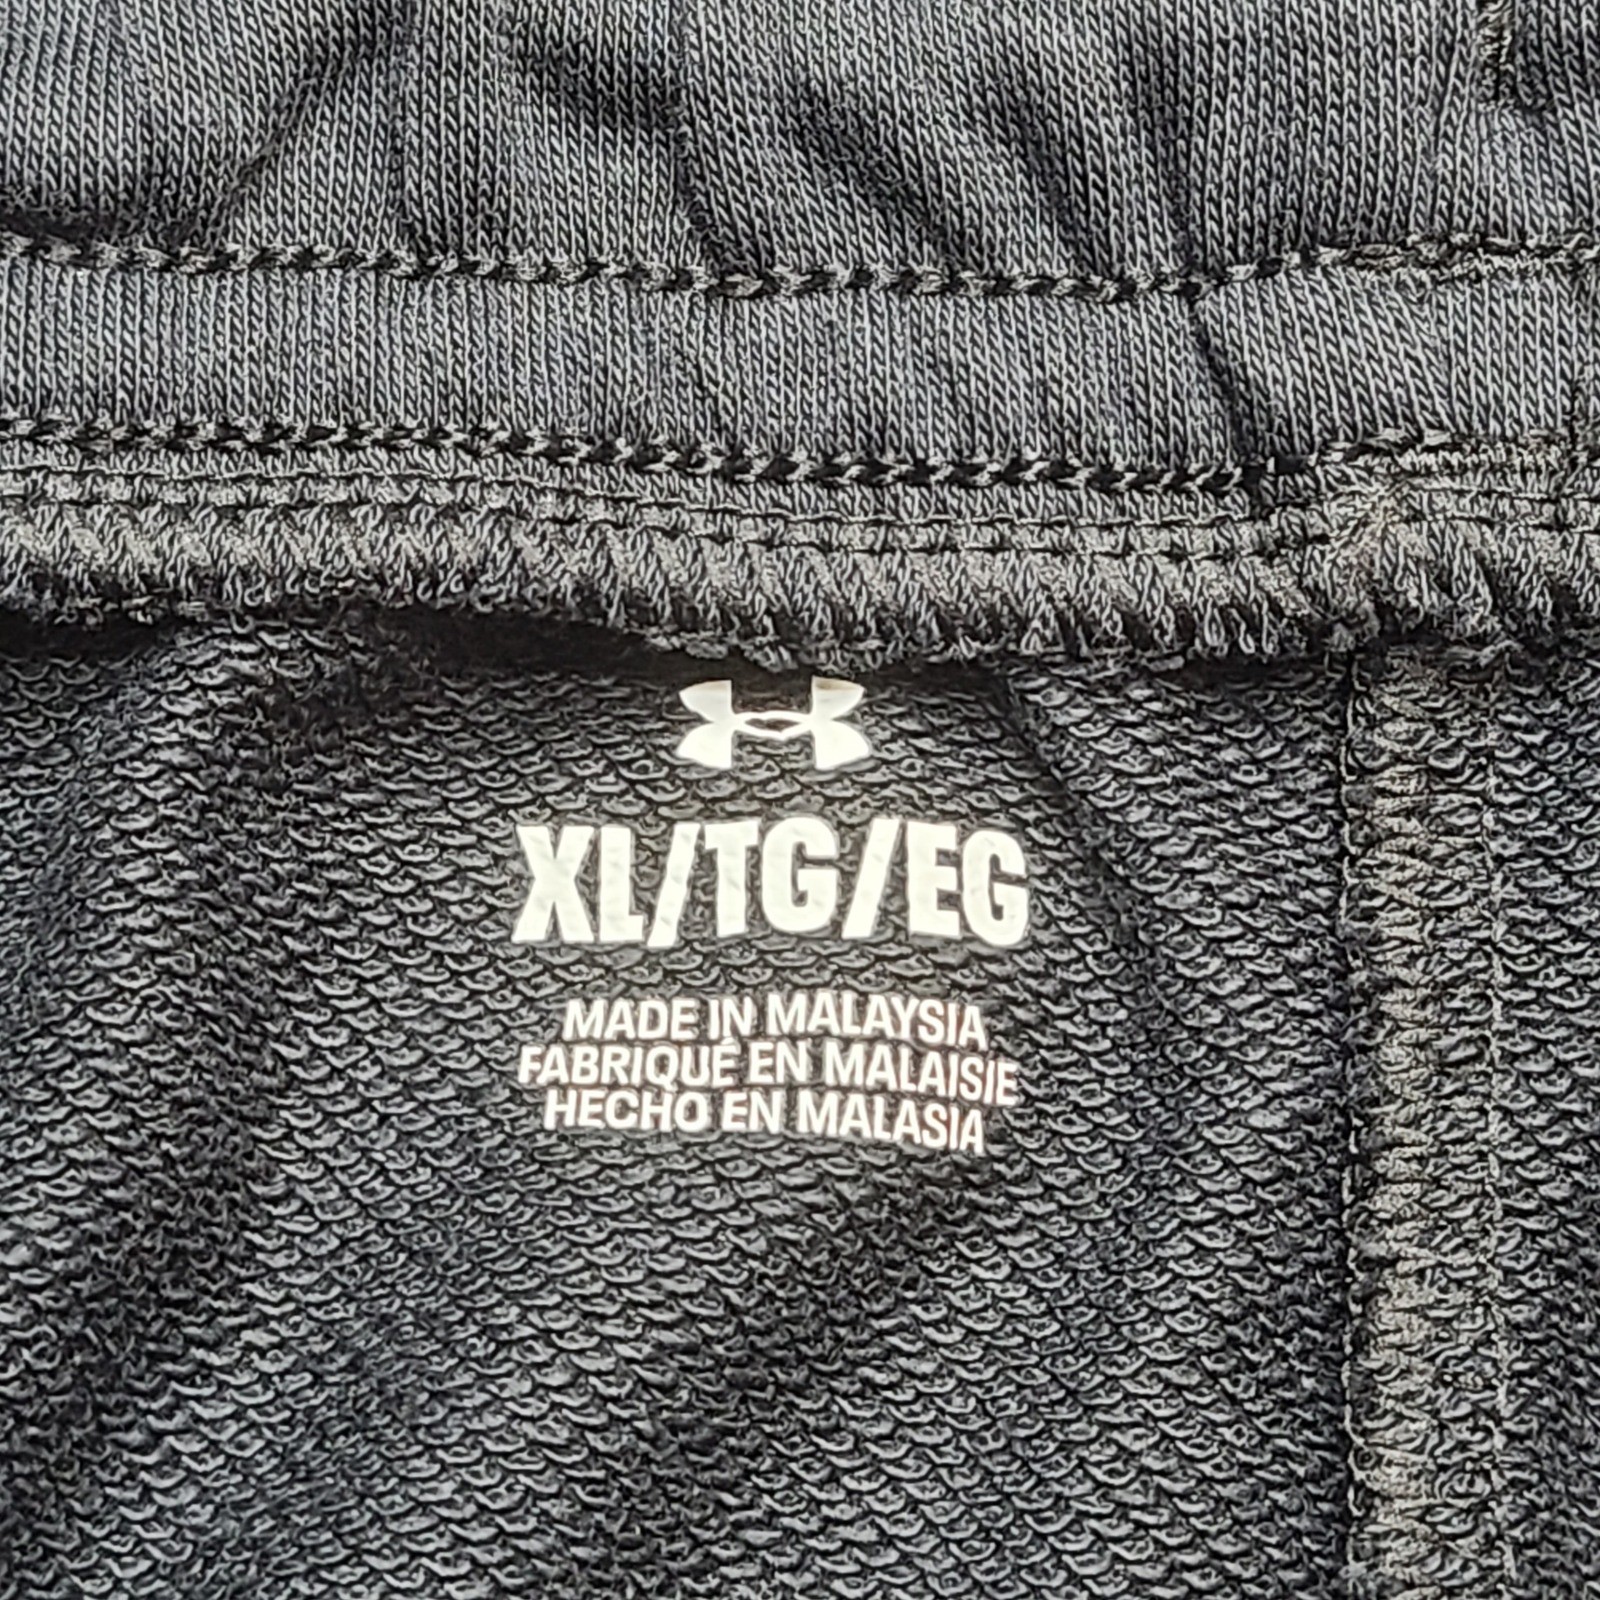 XL/TG/EG
MADE IN MALAYSIA
FABRIQUÉ EN MALAISIE
HECHO EN MALASIA